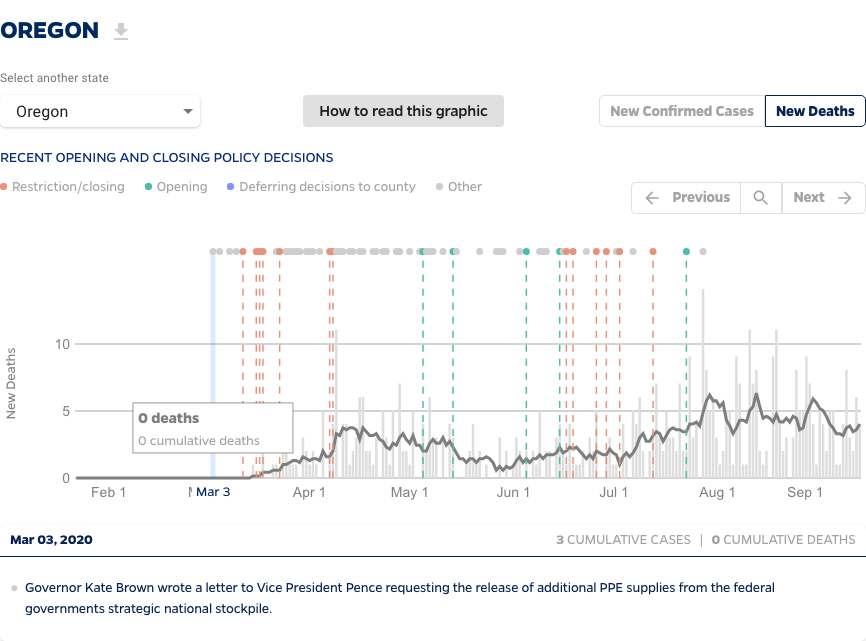 OREGON
Select another state
Oregon
How to read this graphic
New Confirmed Cases
New Deaths
RECENT OPENING AND CLOSING POLICY DECISIONS
Restriction/closing
Opening
Deferring decisions to county
Other
Previous
Next
New Deaths
10
5
0
0 deaths
0 cumulative deaths
Feb 1
Mar 3
Apr 1
May 1
Jun 1
Jul 1
Aug 1
Sep 1
Mar 03, 2020
3 CUMULATIVE CASES | 0 CUMULATIVE DEATHS
Governor Kate Brown wrote a letter to Vice President Pence requesting the release of additional PPE supplies from the federal
governments strategic national stockpile.